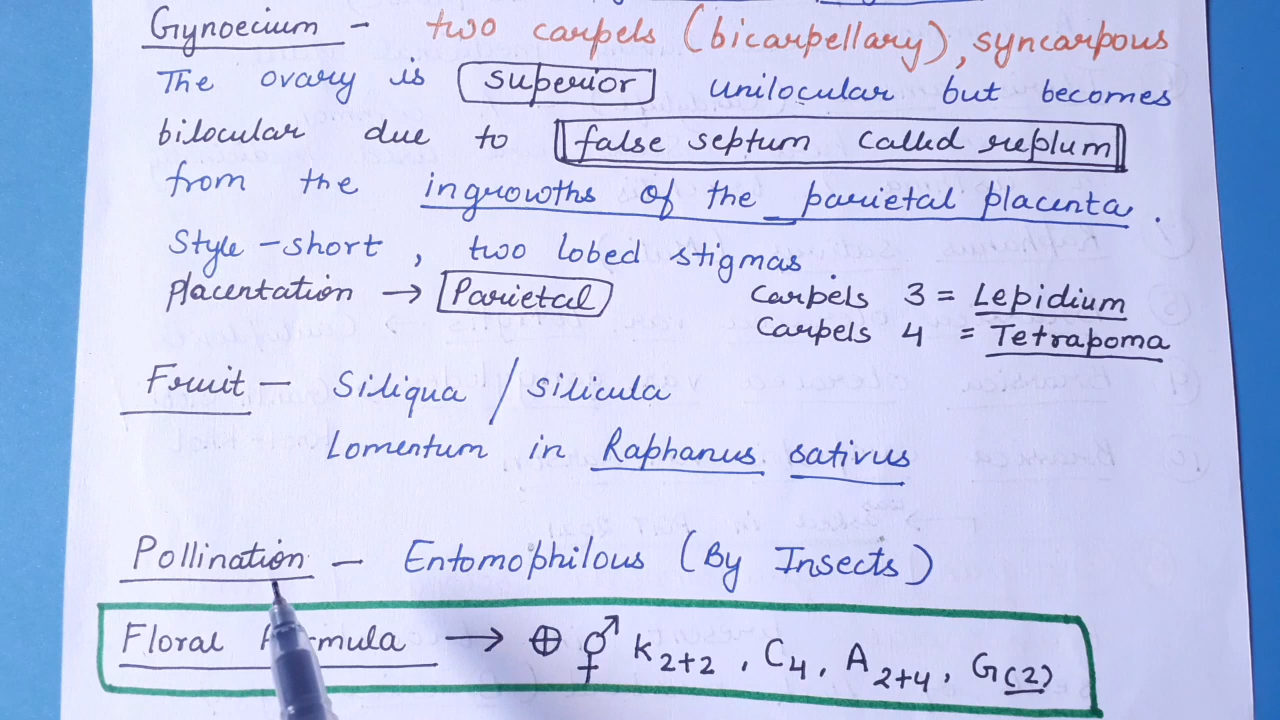 Gynoecium - two carpels (bicarpellary), syncarpous
The ovary is superior unilocular but becomes
bilocular due to false septum called replum
from the ingrowths of the parietal placenta.
Style - short, two lobed stigmas.
Placentation → Parietal
Carpels 3 = Lepidium
Carpels 4 = Tetrapoma
Fruit - Siliqua / silicula
Lomentum in Raphanus sativus
Pollination - Entomophilous (By Insects)
Floral → ⊕ ⚥ K2+2, C4, A2+4, G(2)